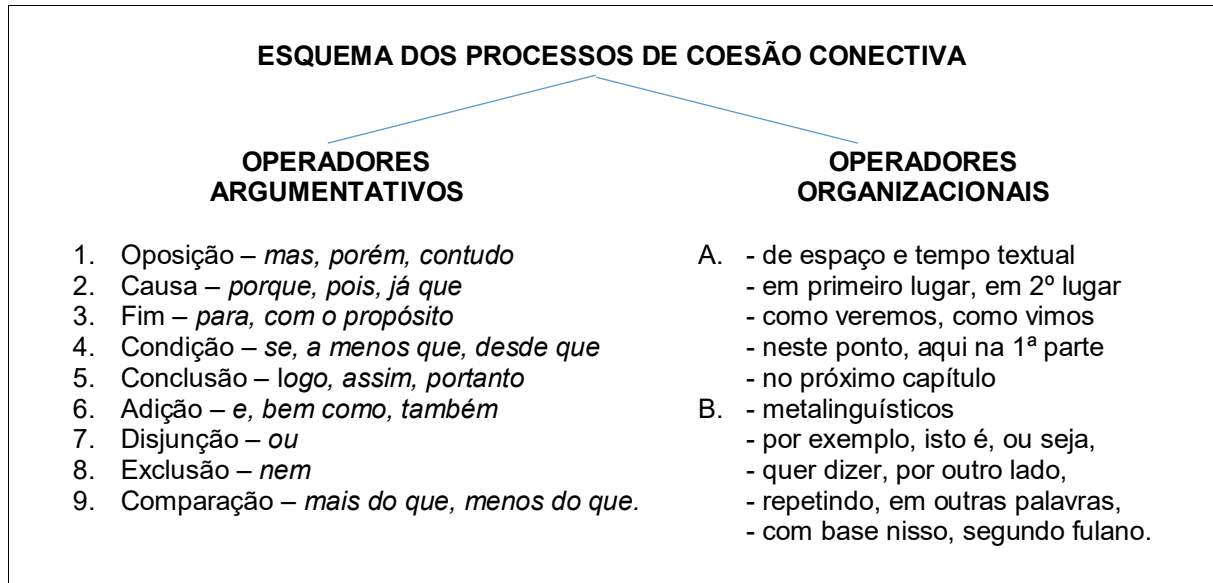 ESQUEMA DOS PROCESSOS DE COESÃO CONECTIVA
OPERADORES
ARGUMENTATIVOS
1. Oposição – mas, porém, contudo
2. Causa – porque, pois, já que
3. Fim – para, com o propósito
4. Condição – se, a menos que, desde que
5. Conclusão – logo, assim, portanto
6. Adição – e, bem como, também
7. Disjunção – ou
8. Exclusão – nem
9. Comparação – mais do que, menos do que.
OPERADORES
ORGANIZACIONAIS
A. - de espaço e tempo textual
- em primeiro lugar, em 2º lugar
- como veremos, como vimos
- neste ponto, aqui na 1ª parte
- no próximo capítulo
B. - metalinguísticos
- por exemplo, isto é, ou seja,
- quer dizer, por outro lado,
- repetindo, em outras palavras,
- com base nisso, segundo fulano.